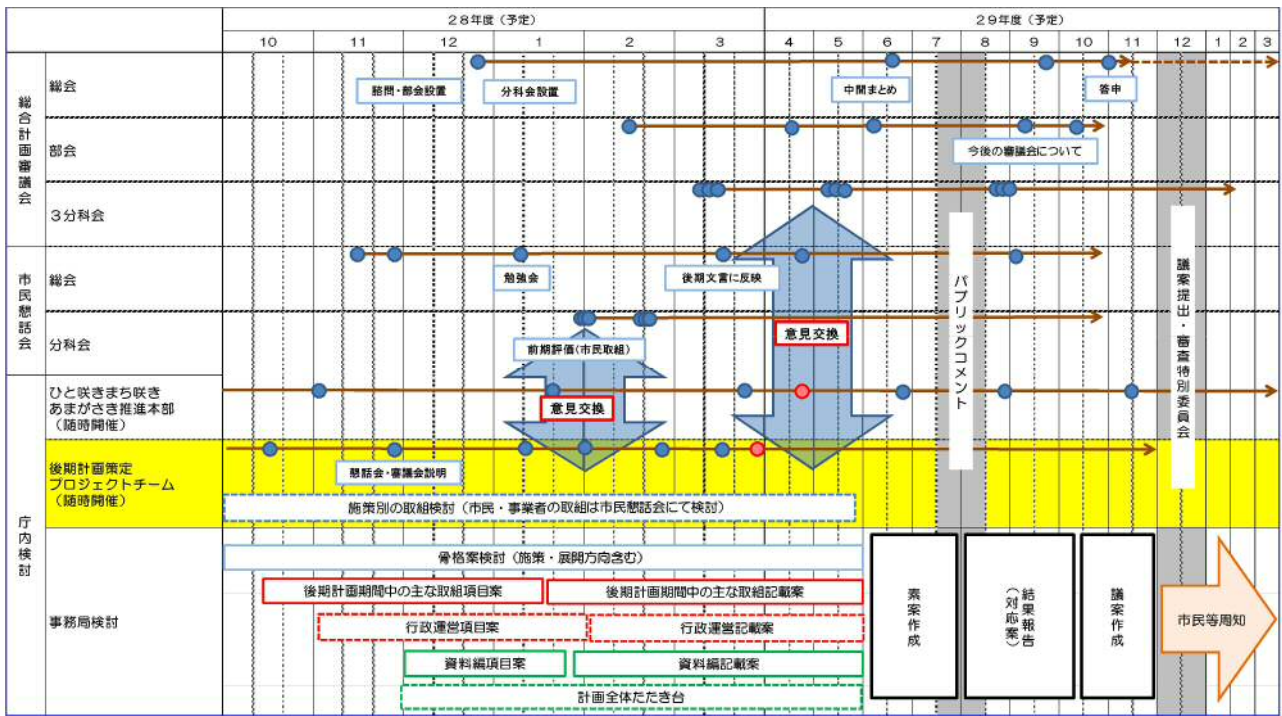 28年度（予定）
29年度（予定）
10
11
12
1
2
3
4
5
6
7
8
9
10
11
12
1
2
3
総合計画審議会
総会
諮問・部会設置
分科会設置
中間まとめ
答申
部会
今後の審議会について
３分科会
市民懇話会
総会
勉強会
後期文言に反映
分科会
前期評価（市民取組）
意見交換
意見交換
パブリックコメント
議案提出・審査特別委員会
庁内検討
ひと咲きまち咲き
あまがさき推進本部
（随時開催）
後期計画策定
プロジェクトチーム
（随時開催）
懇話会・審議会説明
施策別の取組検討（市民・事業者の取組は市民懇話会にて検討）
事務局検討
骨格案検討（施策・展開方向含む）
後期計画期間中の主な取組項目案
後期計画期間中の主な取組記載案
行政運営項目案
行政運営記載案
資料編項目案
資料編記載案
計画全体たたき台
素案作成
結果報告
（対応案）
議案作成
市民等周知